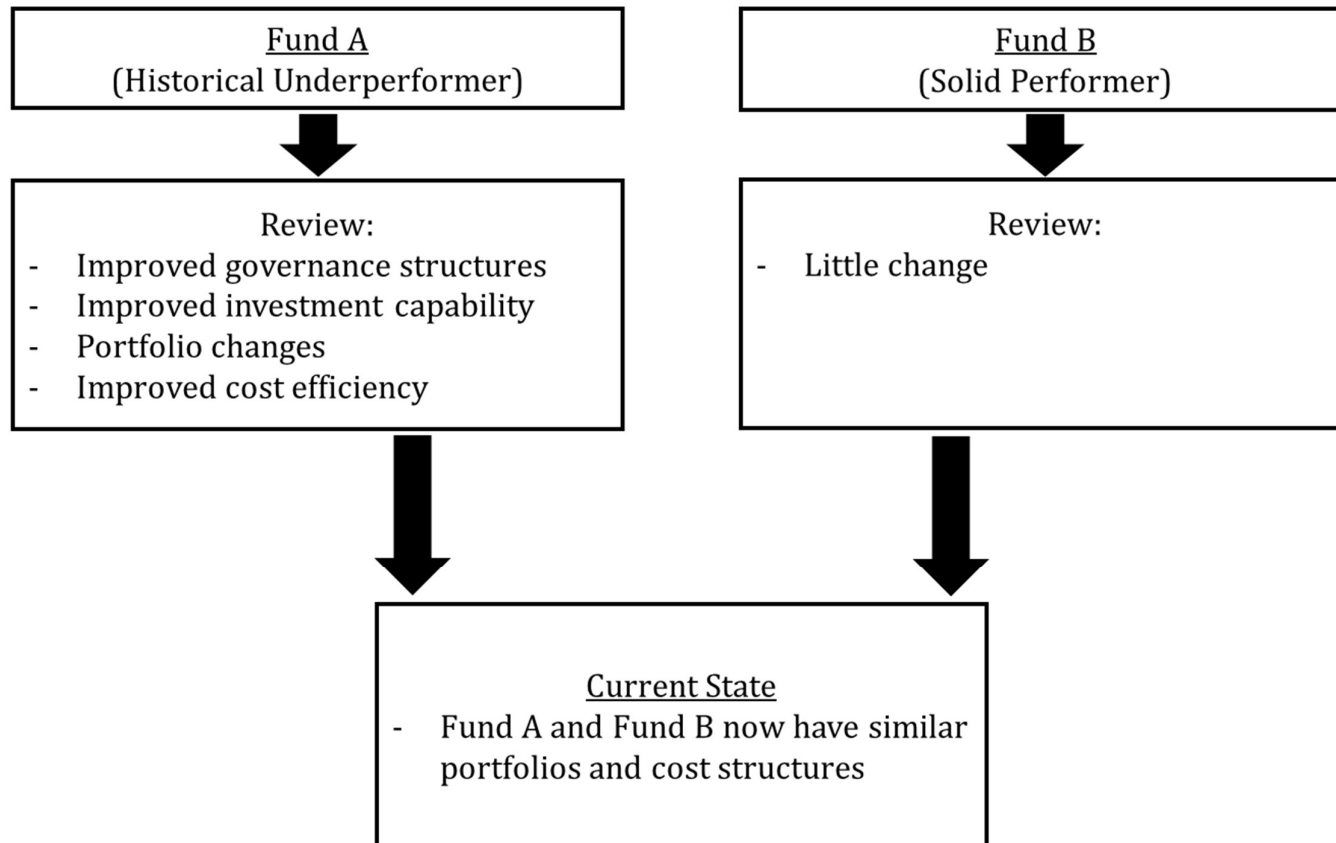 Fund A
(Historical Underperformer)
Fund B
(Solid Performer)
Review:
- Improved governance structures
- Improved investment capability
- Portfolio changes
- Improved cost efficiency
Review:
- Little change
Current State
- Fund A and Fund B now have similar
portfolios and cost structures